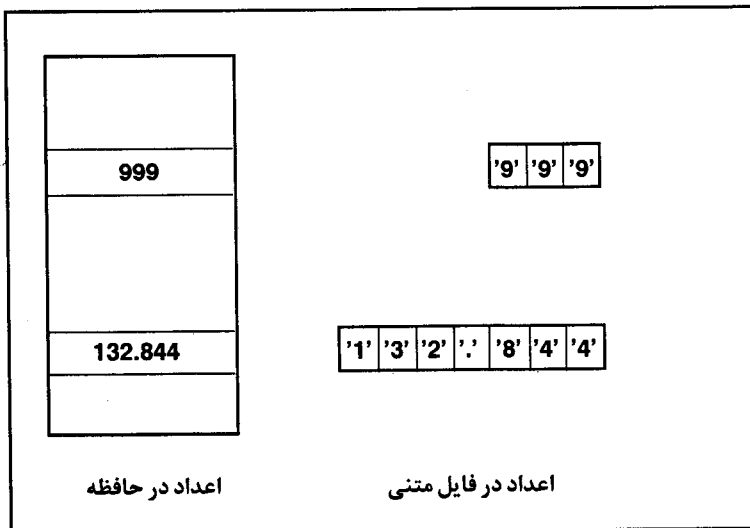 999
'9' '9' '9'
132.844
'1' '3' '2' '.' '8' '4' '4'
اعداد در حافظه
اعداد در فایل متنی